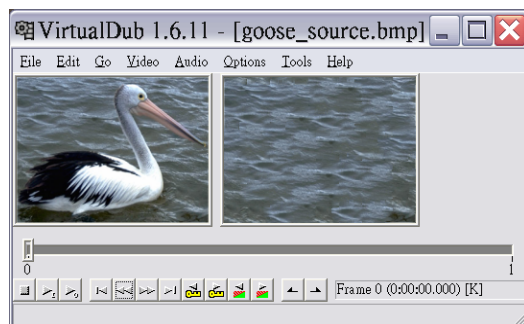 VirtualDub 1.6.11 - [goose_source.bmp]
File Edit Go Video Audio Options Tools Help
0 1
Frame 0 (0:00:00.000) [K]